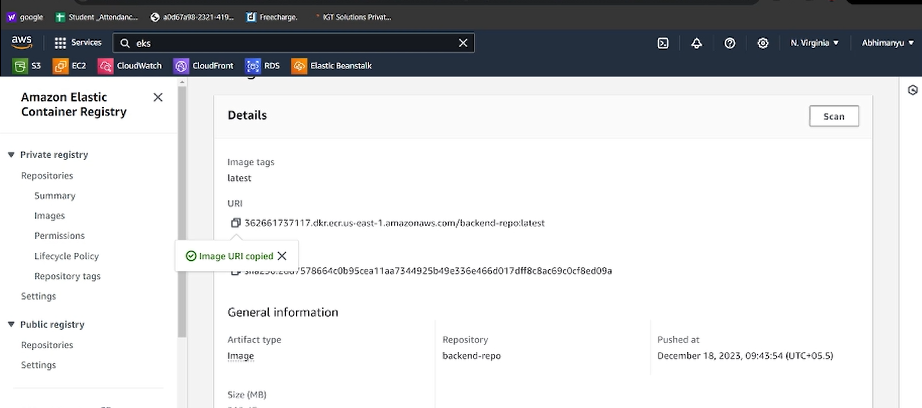 google Student _Attendanc... a0d67a98-2321-419... Freecharge. IGT Solutions Privat...
aws Services eks N. Virginia Abhimanyu
S3 EC2 CloudWatch CloudFront RDS Elastic Beanstalk
Amazon Elastic
Container Registry
Private registry
Repositories
Summary
Images
Permissions
Lifecycle Policy
Repository tags
Settings
Public registry
Repositories
Settings
Details
Scan
Image tags
latest
URI
362661737117.dkr.ecr.us-east-1.amazonaws.com/backend-repo:latest
Image URI copied
General information
Artifact type
Image
Repository
backend-repo
Pushed at
December 18, 2023, 09:43:54 (UTC+05.5)
Size (MB)